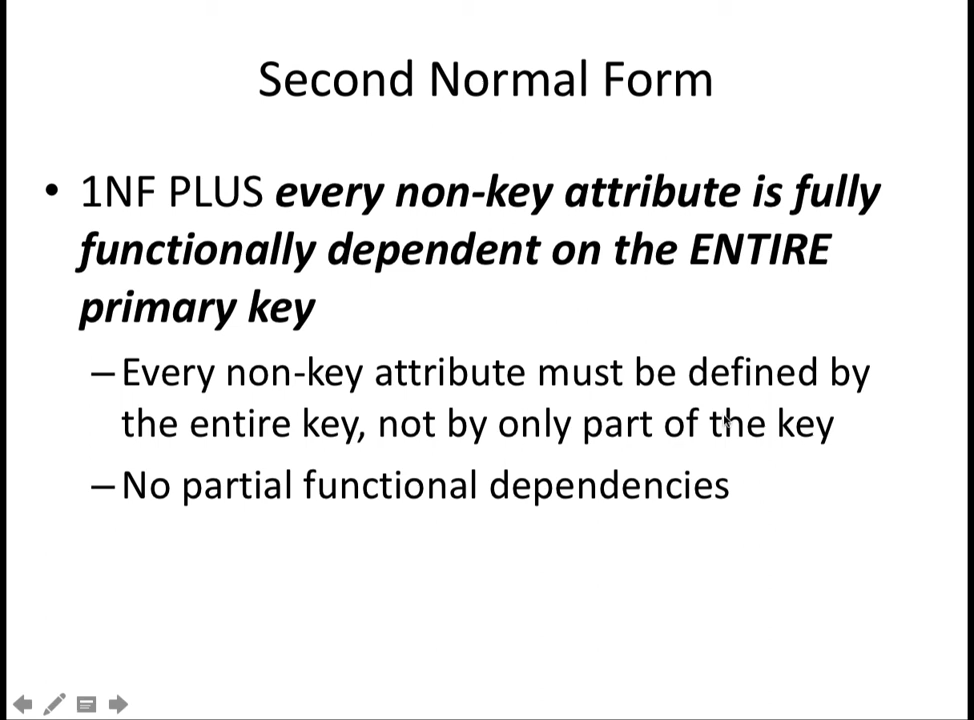 Second Normal Form
• 1NF PLUS every non-key attribute is fully
functionally dependent on the ENTIRE
primary key
– Every non-key attribute must be defined by
the entire key, not by only part of the key
– No partial functional dependencies